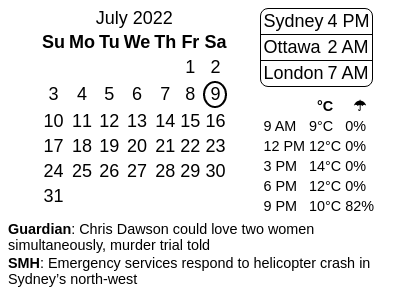 July 2022
Su Mo Tu We Th Fr Sa
1 2
3 4 5 6 7 8 9
10 11 12 13 14 15 16
17 18 19 20 21 22 23
24 25 26 27 28 29 30
31
Sydney 4 PM
Ottawa 2 AM
London 7 AM
°C ☂
9 AM 9°C 0%
12 PM 12°C 0%
3 PM 14°C 0%
6 PM 12°C 0%
9 PM 10°C 82%
Guardian: Chris Dawson could love two women
simultaneously, murder trial told
SMH: Emergency services respond to helicopter crash in
Sydney’s north-west